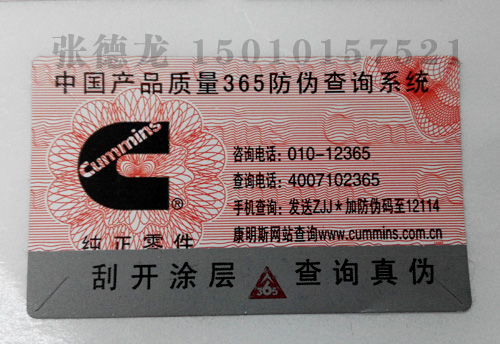 张德龙 15010157521
中国产品质量365防伪查询系统
Cummins
®
纯正零件
咨询电话：010-12365
查询电话：4007102365
手机查询：发送ZJJ★加防伪码至12114
康明斯网站查询www.cummins.com.cn
刮开涂层 365 查询真伪